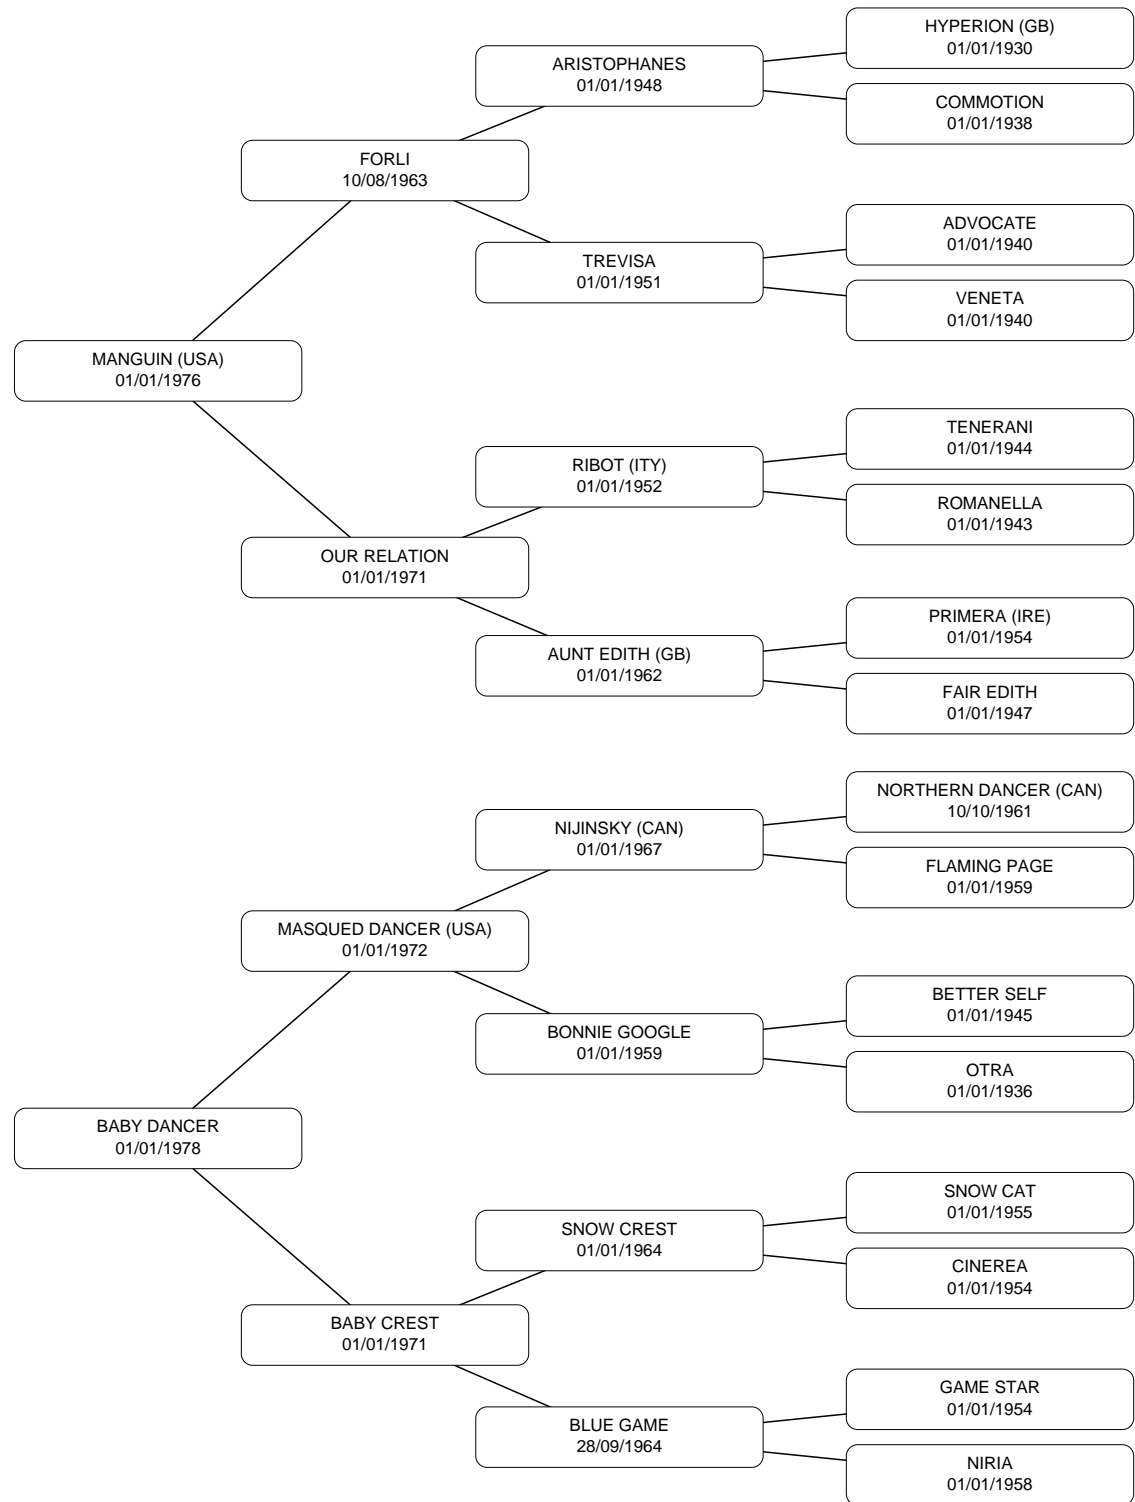 HYPERION (GB)
01/01/1930
ARISTOPHANES
01/01/1948
COMMOTION
01/01/1938
FORLI
10/08/1963
ADVOCATE
01/01/1940
TREVISA
01/01/1951
VENETA
01/01/1940
MANGUIN (USA)
01/01/1976
TENERANI
01/01/1944
RIBOT (ITY)
01/01/1952
ROMANELLA
01/01/1943
OUR RELATION
01/01/1971
PRIMERA (IRE)
01/01/1954
AUNT EDITH (GB)
01/01/1962
FAIR EDITH
01/01/1947
NORTHERN DANCER (CAN)
10/10/1961
NIJINSKY (CAN)
01/01/1967
FLAMING PAGE
01/01/1959
MASQUED DANCER (USA)
01/01/1972
BETTER SELF
01/01/1945
BONNIE GOOGLE
01/01/1959
OTRA
01/01/1936
BABY DANCER
01/01/1978
SNOW CAT
01/01/1955
SNOW CREST
01/01/1964
CINEREA
01/01/1954
BABY CREST
01/01/1971
GAME STAR
01/01/1954
BLUE GAME
28/09/1964
NIRIA
01/01/1958